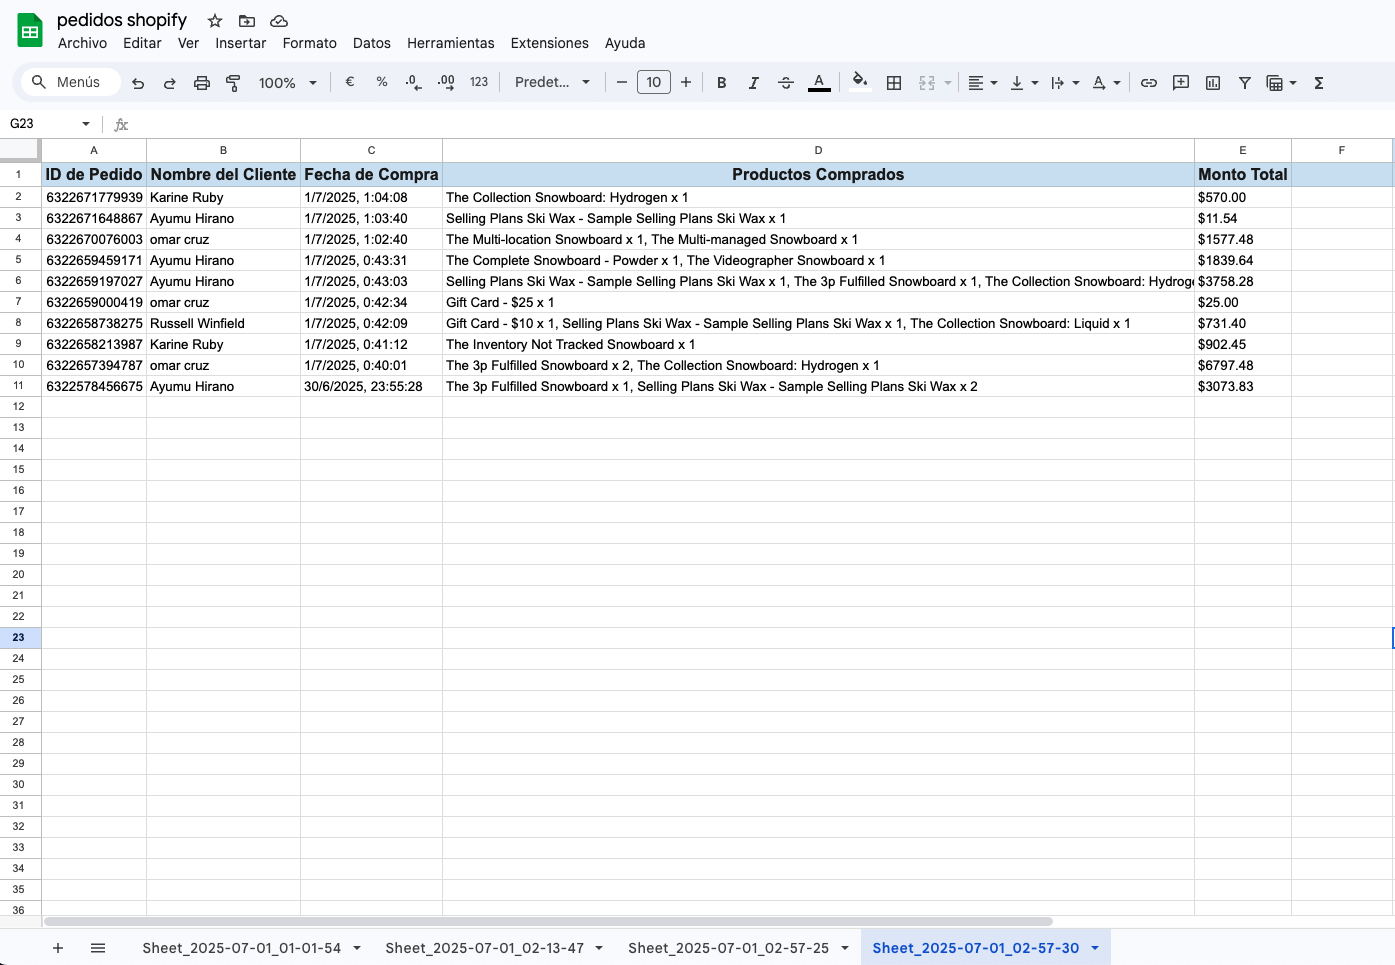 pedidos shopify
Archivo Editar Ver Insertar Formato Datos Herramientas Extensiones Ayuda
Menús 100% € % .0 .00 123 Predet... 10 B I A A Σ
G23 fx
A B C D E F
1 ID de Pedido Nombre del Cliente Fecha de Compra Productos Comprados Monto Total
2 6322671779939 Karine Ruby 1/7/2025, 1:04:08 The Collection Snowboard: Hydrogen x 1 $570.00
3 6322671648867 Ayumu Hirano 1/7/2025, 1:03:40 Selling Plans Ski Wax - Sample Selling Plans Ski Wax x 1 $11.54
4 6322670076003 omar cruz 1/7/2025, 1:02:40 The Multi-location Snowboard x 1, The Multi-managed Snowboard x 1 $1577.48
5 6322659459171 Ayumu Hirano 1/7/2025, 0:43:31 The Complete Snowboard - Powder x 1, The Videographer Snowboard x 1 $1839.64
6 6322659197027 Ayumu Hirano 1/7/2025, 0:43:03 Selling Plans Ski Wax - Sample Selling Plans Ski Wax x 1, The 3p Fulfilled Snowboard x 1, The Collection Snowboard: Hydroge $3758.28
7 6322659000419 omar cruz 1/7/2025, 0:42:34 Gift Card - $25 x 1 $25.00
8 6322658738275 Russell Winfield 1/7/2025, 0:42:09 Gift Card - $10 x 1, Selling Plans Ski Wax - Sample Selling Plans Ski Wax x 1, The Collection Snowboard: Liquid x 1 $731.40
9 6322658213987 Karine Ruby 1/7/2025, 0:41:12 The Inventory Not Tracked Snowboard x 1 $902.45
10 6322657394787 omar cruz 1/7/2025, 0:40:01 The 3p Fulfilled Snowboard x 2, The Collection Snowboard: Hydrogen x 1 $6797.48
11 6322578456675 Ayumu Hirano 30/6/2025, 23:55:28 The 3p Fulfilled Snowboard x 1, Selling Plans Ski Wax - Sample Selling Plans Ski Wax x 2 $3073.83
12
13
14
15
16
17
18
19
20
21
22
23
24
25
26
27
28
29
30
31
32
33
34
35
36
Sheet_2025-07-01_01-01-54 Sheet_2025-07-01_02-13-47 Sheet_2025-07-01_02-57-25 Sheet_2025-07-01_02-57-30